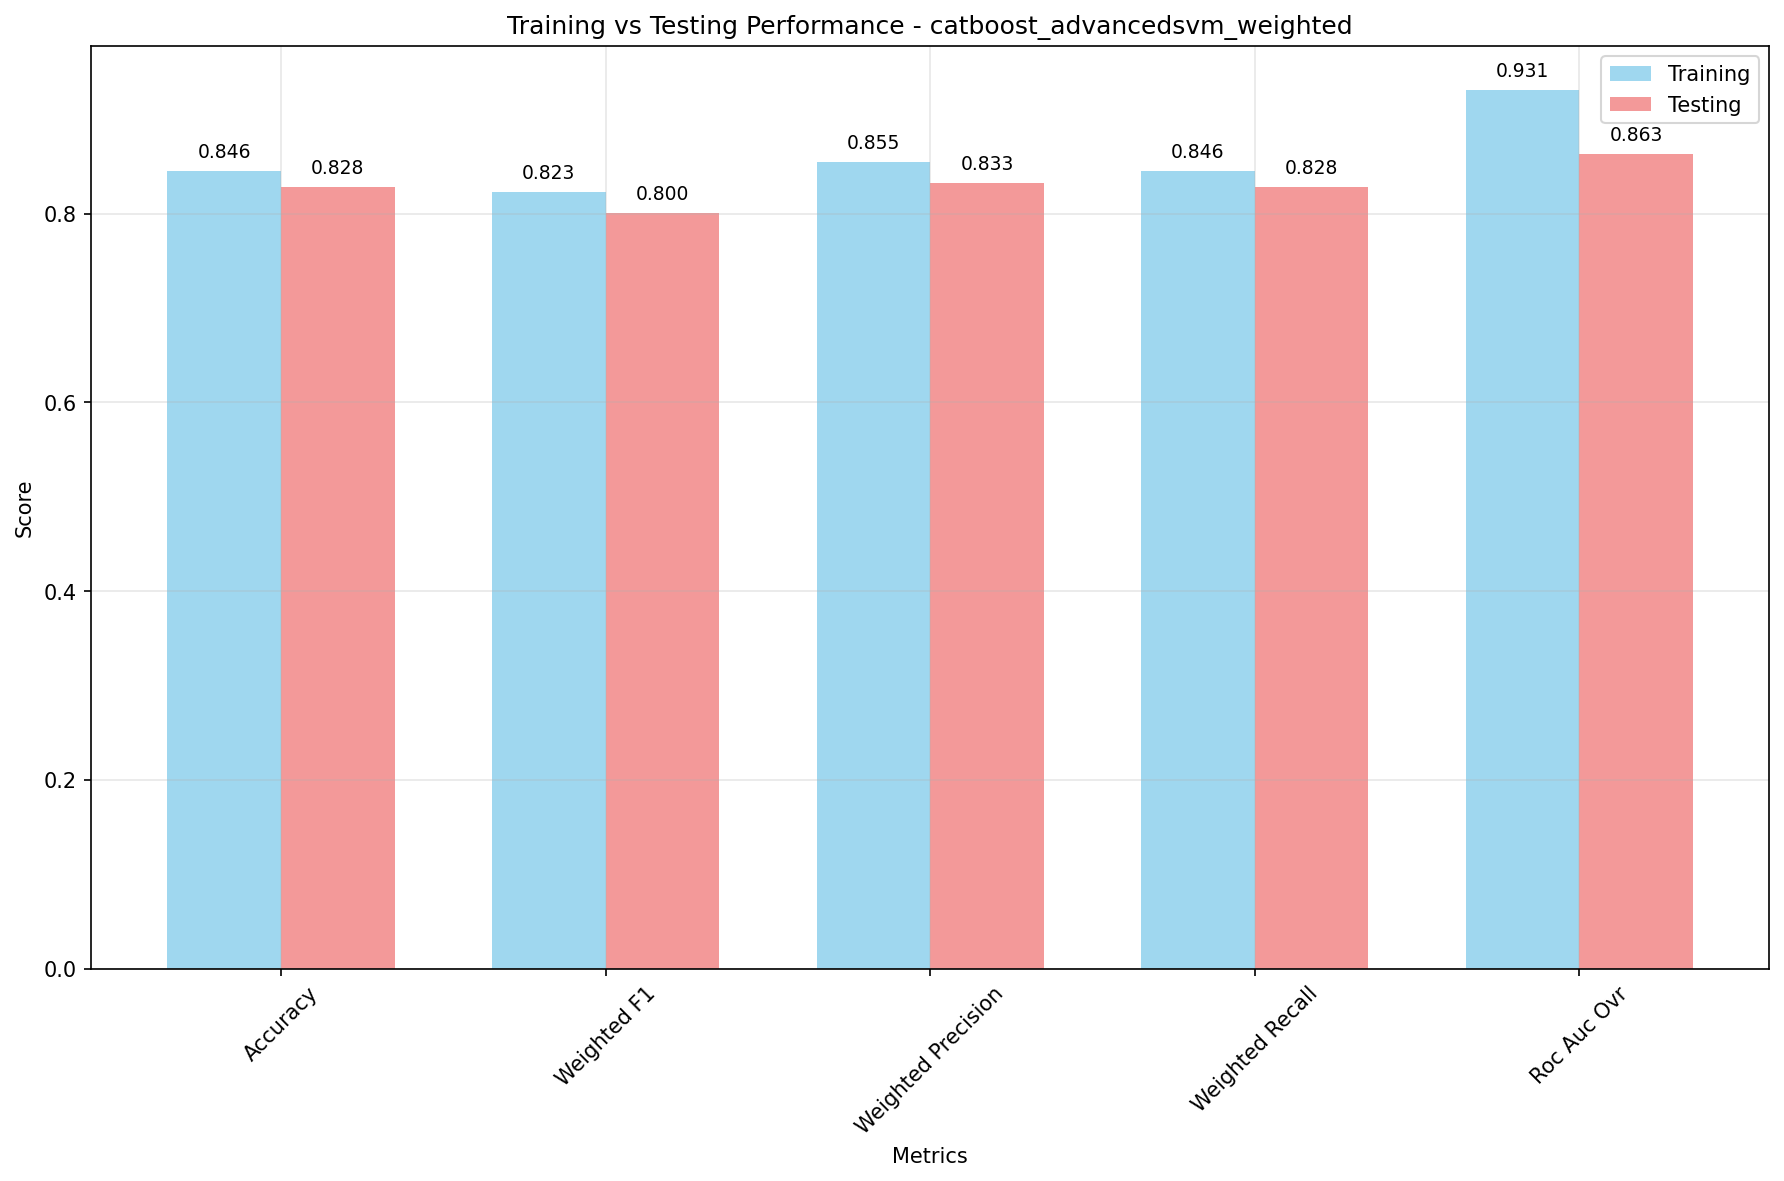 Training vs Testing Performance - catboost_advancedsvm_weighted
Training
Testing
0.846
0.828
0.823
0.800
0.855
0.833
0.846
0.828
0.931
0.863
Score
0.8
0.6
0.4
0.2
0.0
Accuracy
Weighted F1
Weighted Precision
Weighted Recall
Roc Auc Ovr
Metrics